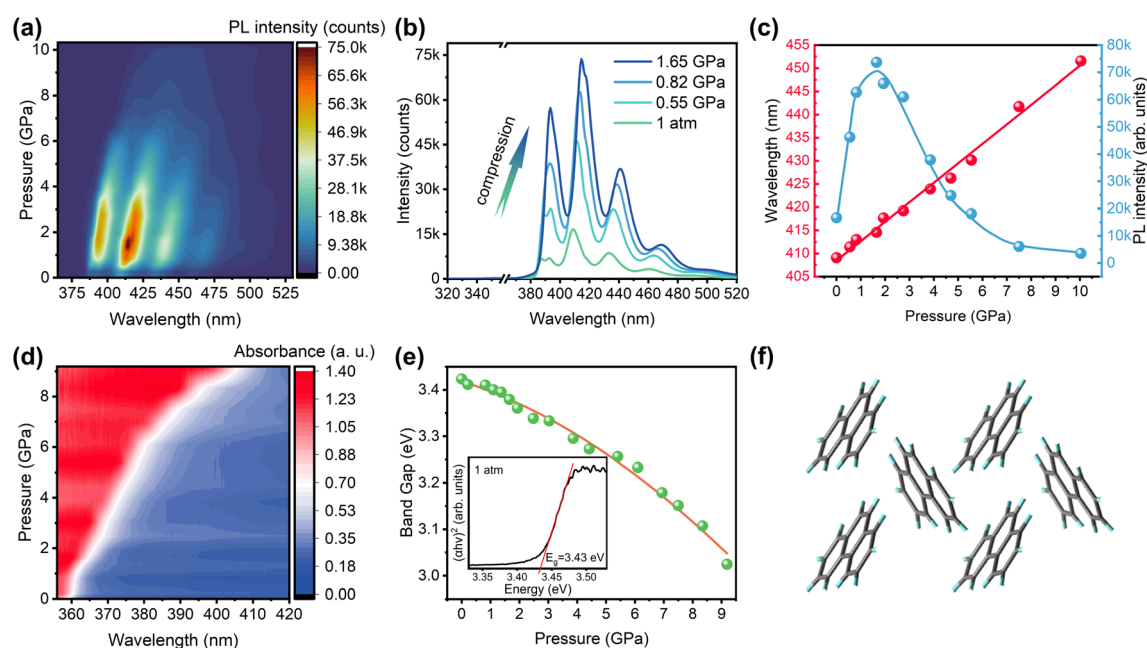 (a)
PL intensity (counts)
75.0k
65.6k
56.3k
46.9k
37.5k
28.1k
18.8k
9.38k
0.00
10
8
6
4
2
0
Pressure (GPa)
375 400 425 450 475 500 525
Wavelength (nm)
(b)
75k
60k
45k
30k
15k
0
Intensity (counts)
1.65 GPa
0.82 GPa
0.55 GPa
1 atm
compression
320 340 380 400 420 440 460 480 500 520
Wavelength (nm)
(c)
455
450
445
440
430
425
420
415
410
405
Wavelength (nm)
80k
70k
60k
50k
40k
30k
20k
10k
0
PL intensity (arb. units)
0 1 2 3 4 5 6 7 8 9 10
Pressure (GPa)
(d)
Absorbance (a. u.)
1.40
1.23
1.05
0.88
0.70
0.53
0.35
0.18
0.00
8
6
4
2
0
Pressure (GPa)
360 370 380 390 400 410 420
Wavelength (nm)
(e)
3.4
3.3
3.2
3.1
3.0
Band Gap (eV)
1 atm
(αhν)² (arb. units)
Eg=3.43 eV
3.35 3.40 3.45 3.50
Energy (eV)
0 1 2 3 4 5 6 7 8 9
Pressure (GPa)
(f)